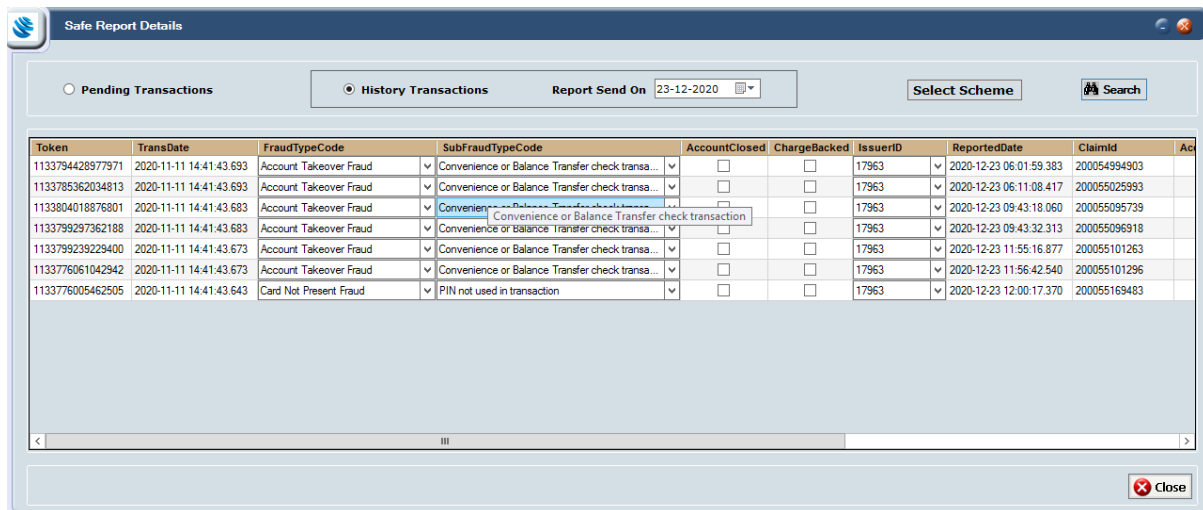 Safe Report Details
Pending Transactions History Transactions Report Send On 23-12-2020 Select Scheme Search
Token TransDate FraudTypeCode SubFraudTypeCode AccountClosed ChargeBacked IssuerID ReportedDate ClaimId Acc
1133794428977971 2020-11-11 14:41:43.693 Account Takeover Fraud Convenience or Balance Transfer check transa... 17963 2020-12-23 06:01:59.383 200054994903
1133785362034813 2020-11-11 14:41:43.693 Account Takeover Fraud Convenience or Balance Transfer check transa... 17963 2020-12-23 06:11:08.417 200055025993
1133804018876801 2020-11-11 14:41:43.683 Account Takeover Fraud Convenience or Balance Transfer check transa... 17963 2020-12-23 09:43:18.060 200055095739
Convenience or Balance Transfer check transaction
1133799297362188 2020-11-11 14:41:43.683 Account Takeover Fraud Convenience or Balance Transfer check transa... 17963 2020-12-23 09:43:32.313 200055096918
1133799239229400 2020-11-11 14:41:43.673 Account Takeover Fraud Convenience or Balance Transfer check transa... 17963 2020-12-23 11:55:16.877 200055101263
1133776061042942 2020-11-11 14:41:43.673 Account Takeover Fraud Convenience or Balance Transfer check transa... 17963 2020-12-23 11:56:42.540 200055101296
1133776005462505 2020-11-11 14:41:43.643 Card Not Present Fraud PIN not used in transaction 17963 2020-12-23 12:00:17.370 200055169483
Close